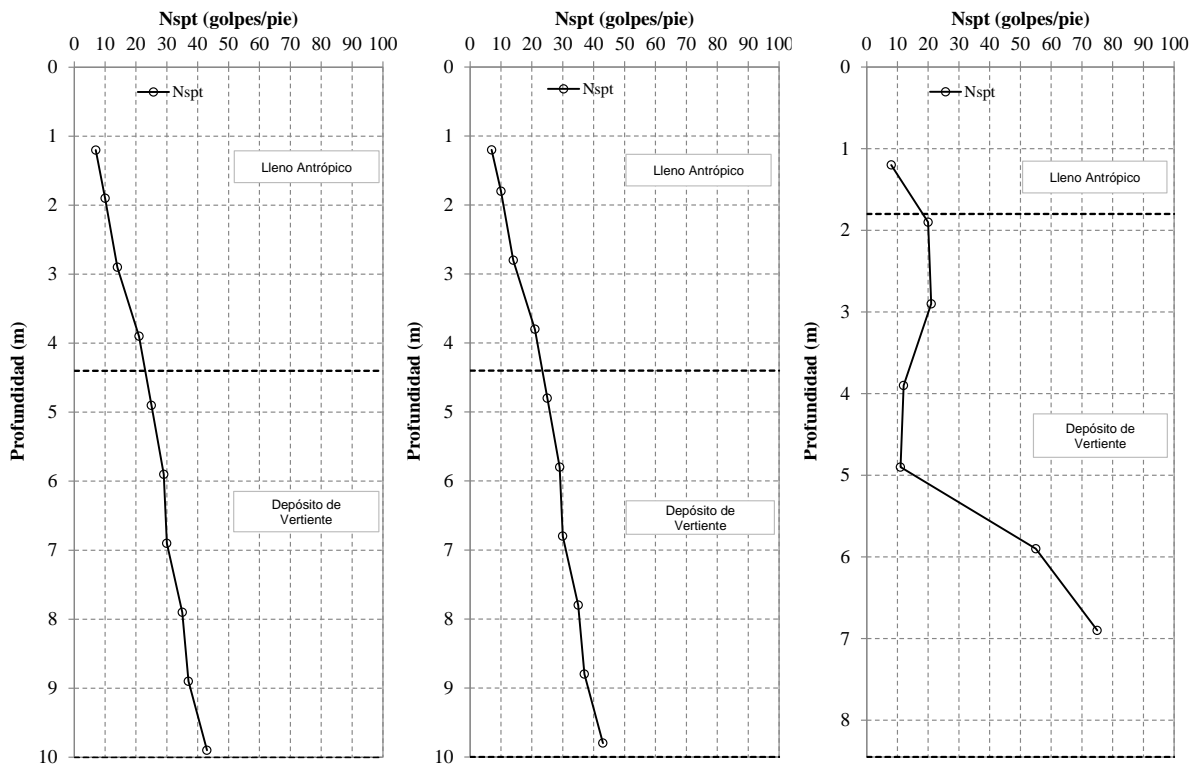 Nspt (golpes/pie)
0 10 20 30 40 50 60 70 80 90 100
0
1
2
3
4
5
6
7
8
9
10
Profundidad (m)
Nspt
Lleno Antrópico
Depósito de
Vertiente
Nspt (golpes/pie)
0 10 20 30 40 50 60 70 80 90 100
0
1
2
3
4
5
6
7
8
9
10
Profundidad (m)
Nspt
Lleno Antrópico
Depósito de
Vertiente
Nspt (golpes/pie)
0 10 20 30 40 50 60 70 80 90 100
0
1
2
3
4
5
6
7
8
Profundidad (m)
Nspt
Lleno Antrópico
Depósito de
Vertiente